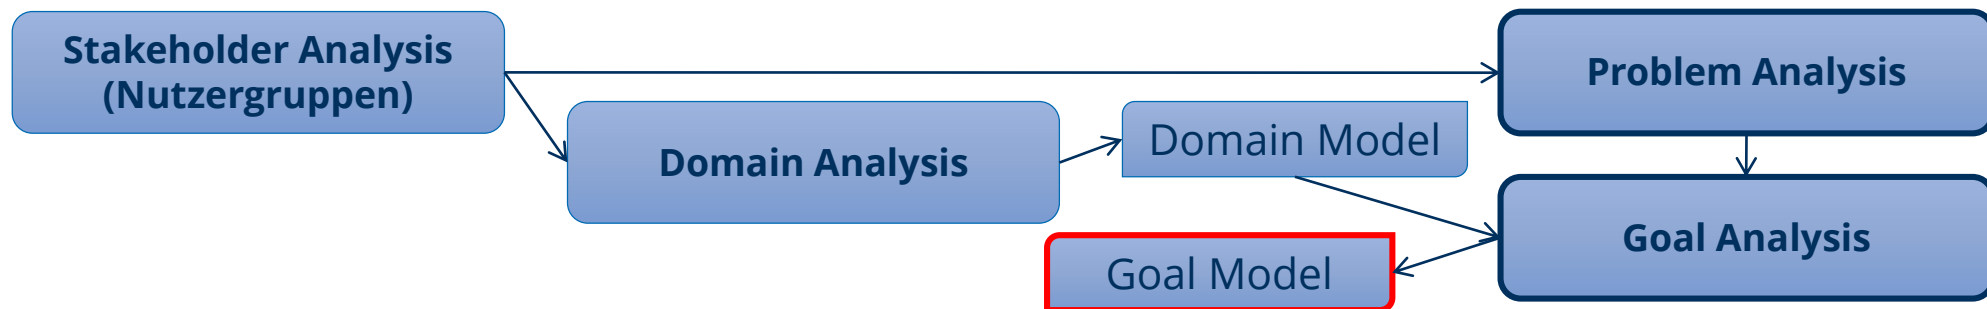 Stakeholder Analysis
(Nutzergruppen)
Problem Analysis
Domain Analysis
Domain Model
Goal Analysis
Goal Model